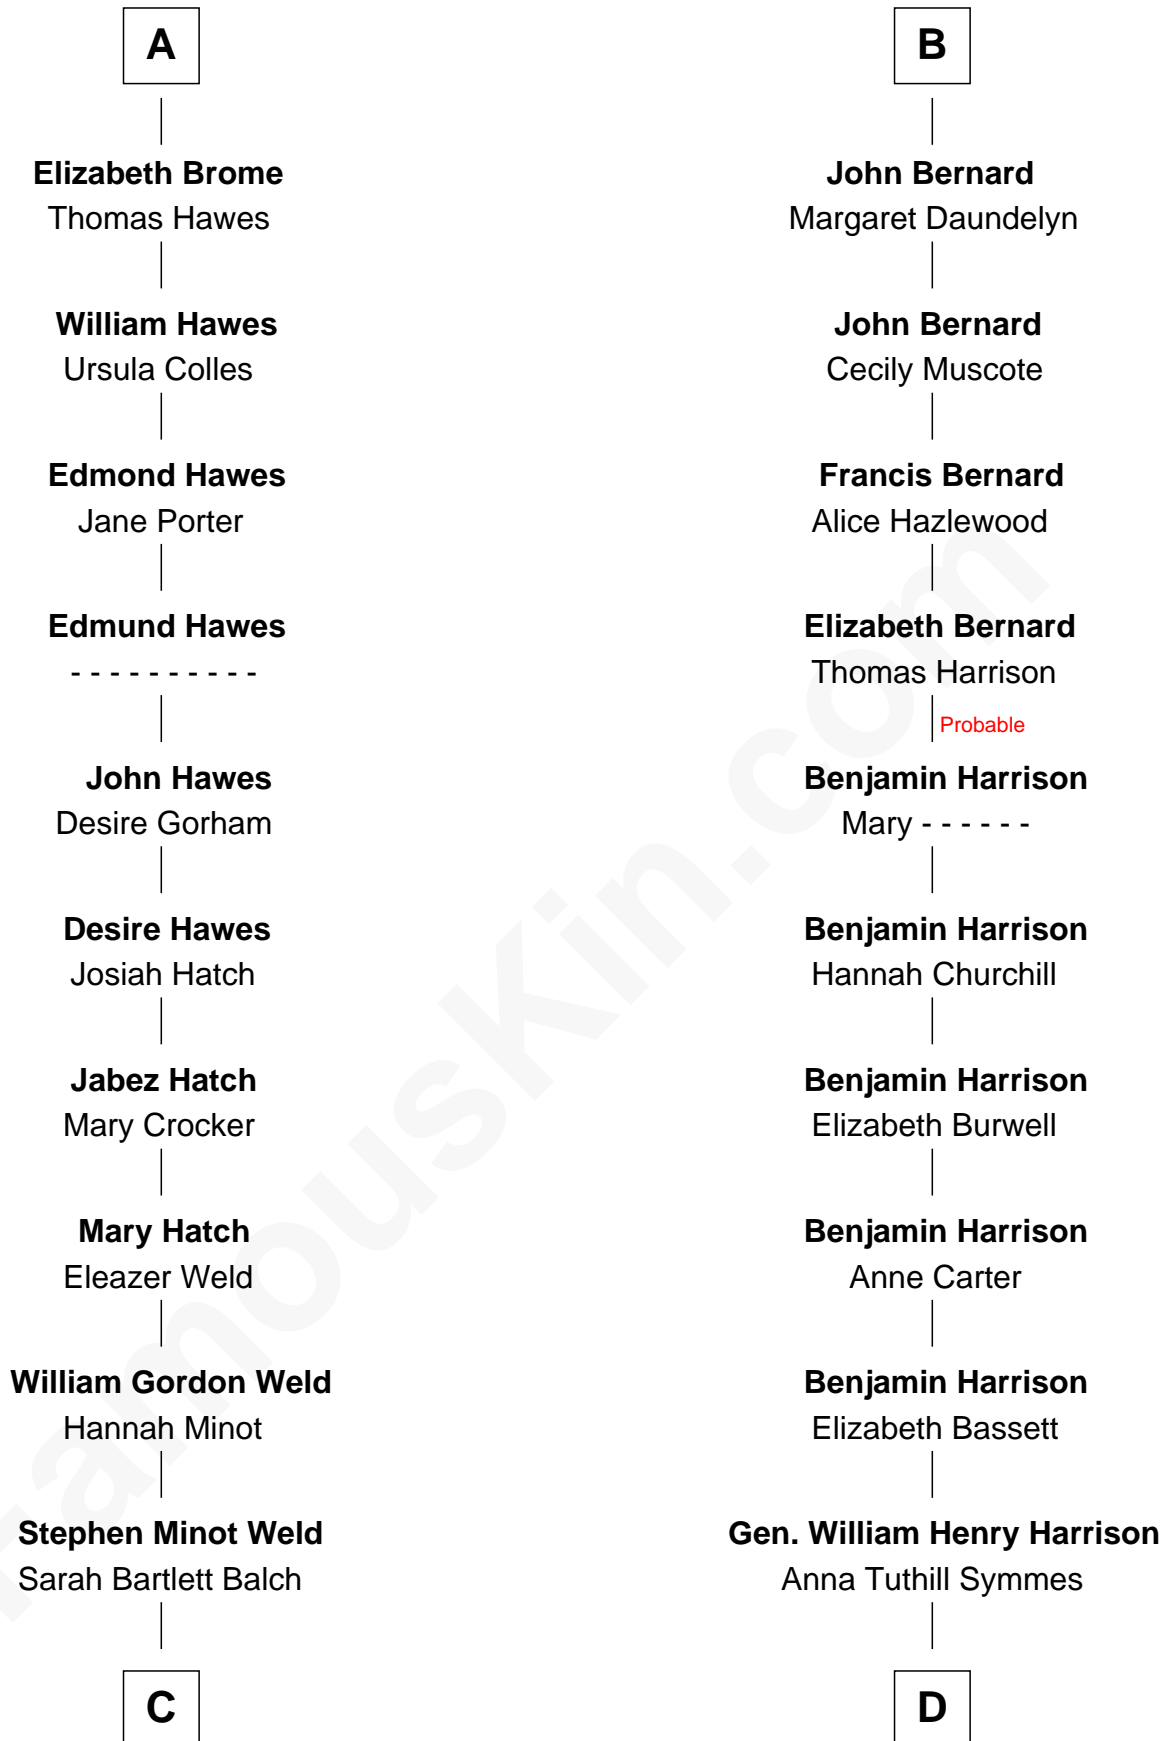 A
Elizabeth Brome
Thomas Hawes
William Hawes
Ursula Colles
Edmond Hawes
Jane Porter
Edmund Hawes
- - - - - - - - - -
John Hawes
Desire Gorham
Desire Hawes
Josiah Hatch
Jabez Hatch
Mary Crocker
Mary Hatch
Eleazer Weld
William Gordon Weld
Hannah Minot
Stephen Minot Weld
Sarah Bartlett Balch
C
B
John Bernard
Margaret Daundelyn
John Bernard
Cecily Muscote
Francis Bernard
Alice Hazlewood
Elizabeth Bernard
Thomas Harrison
Probable
Benjamin Harrison
Mary - - - - - -
Benjamin Harrison
Hannah Churchill
Benjamin Harrison
Elizabeth Burwell
Benjamin Harrison
Anne Carter
Benjamin Harrison
Elizabeth Bassett
Gen. William Henry Harrison
Anna Tuthill Symmes
D
FamousKin.com